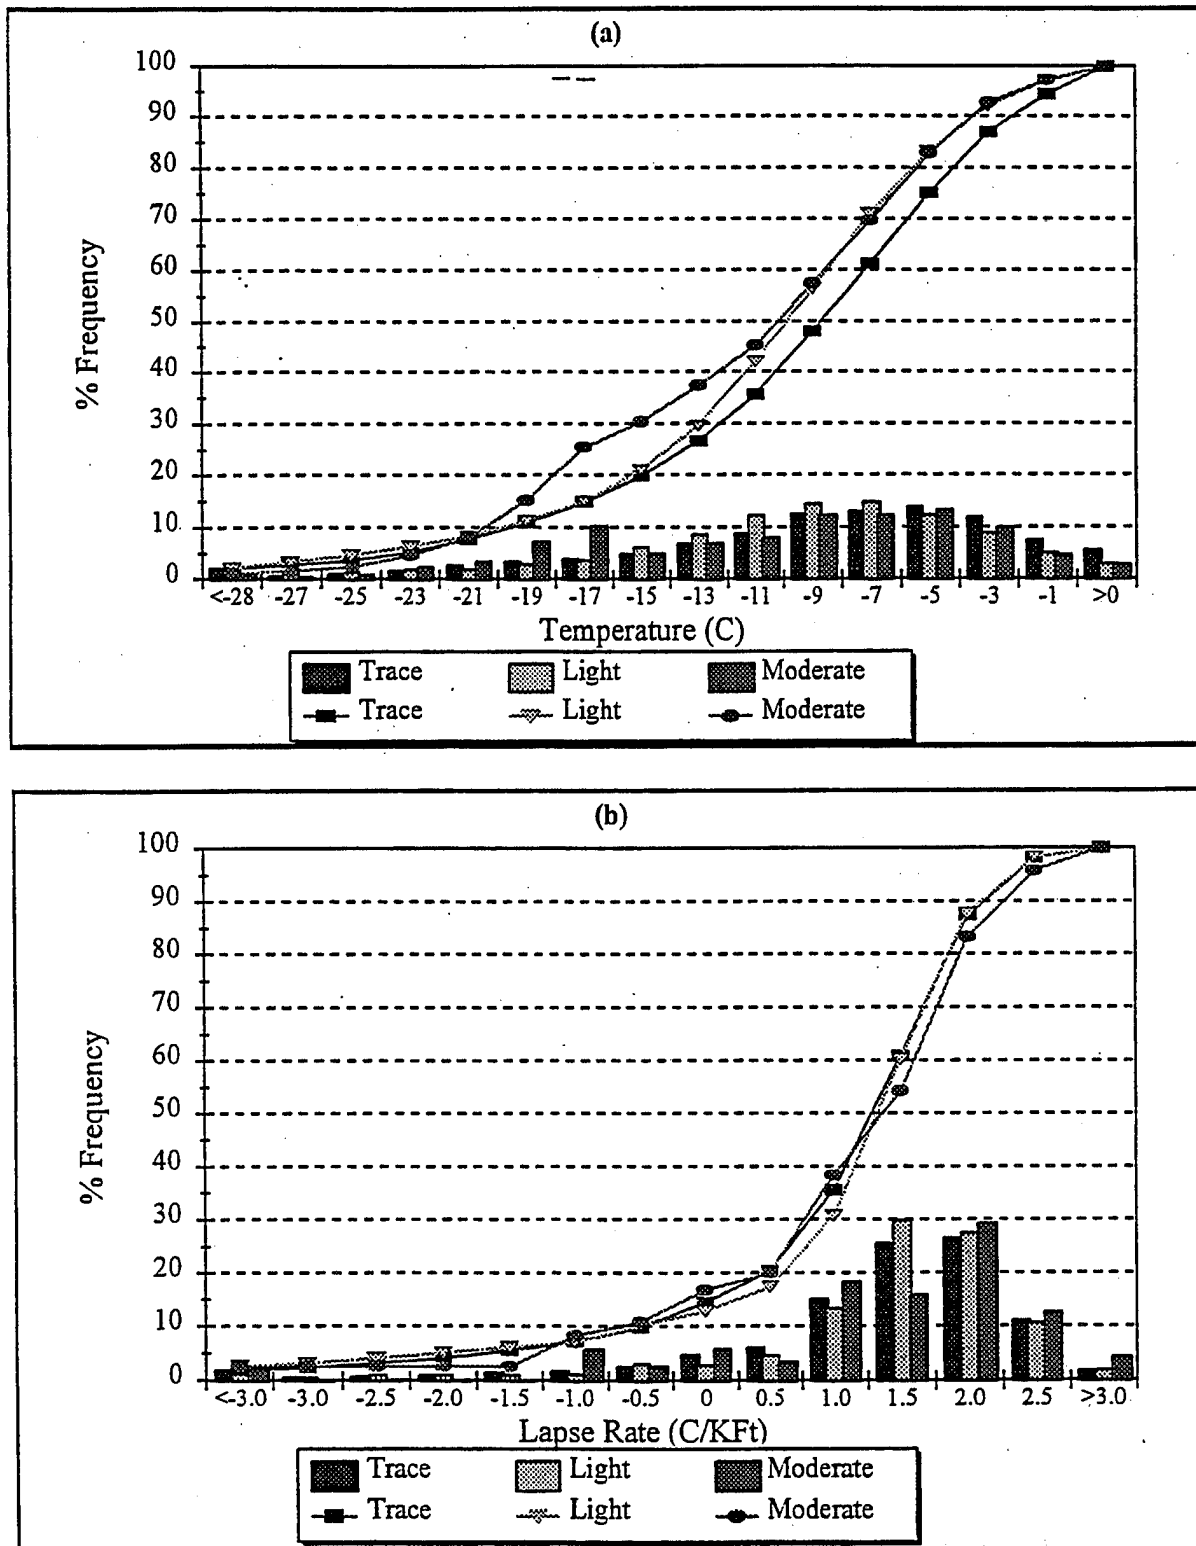 (a)
100
90
80
70
60
50
40
30
20
10
0
% Frequency
<-28 -27 -25 -23 -21 -19 -17 -15 -13 -11 -9 -7 -5 -3 -1 >0
Temperature (C)
Trace Light Moderate
Trace Light Moderate
(b)
100
90
80
70
60
50
40
30
20
10
0
% Frequency
<-3.0 -3.0 -2.5 -2.0 -1.5 -1.0 -0.5 0 0.5 1.0 1.5 2.0 2.5 >3.0
Lapse Rate (C/KFt)
Trace Light Moderate
Trace Light Moderate